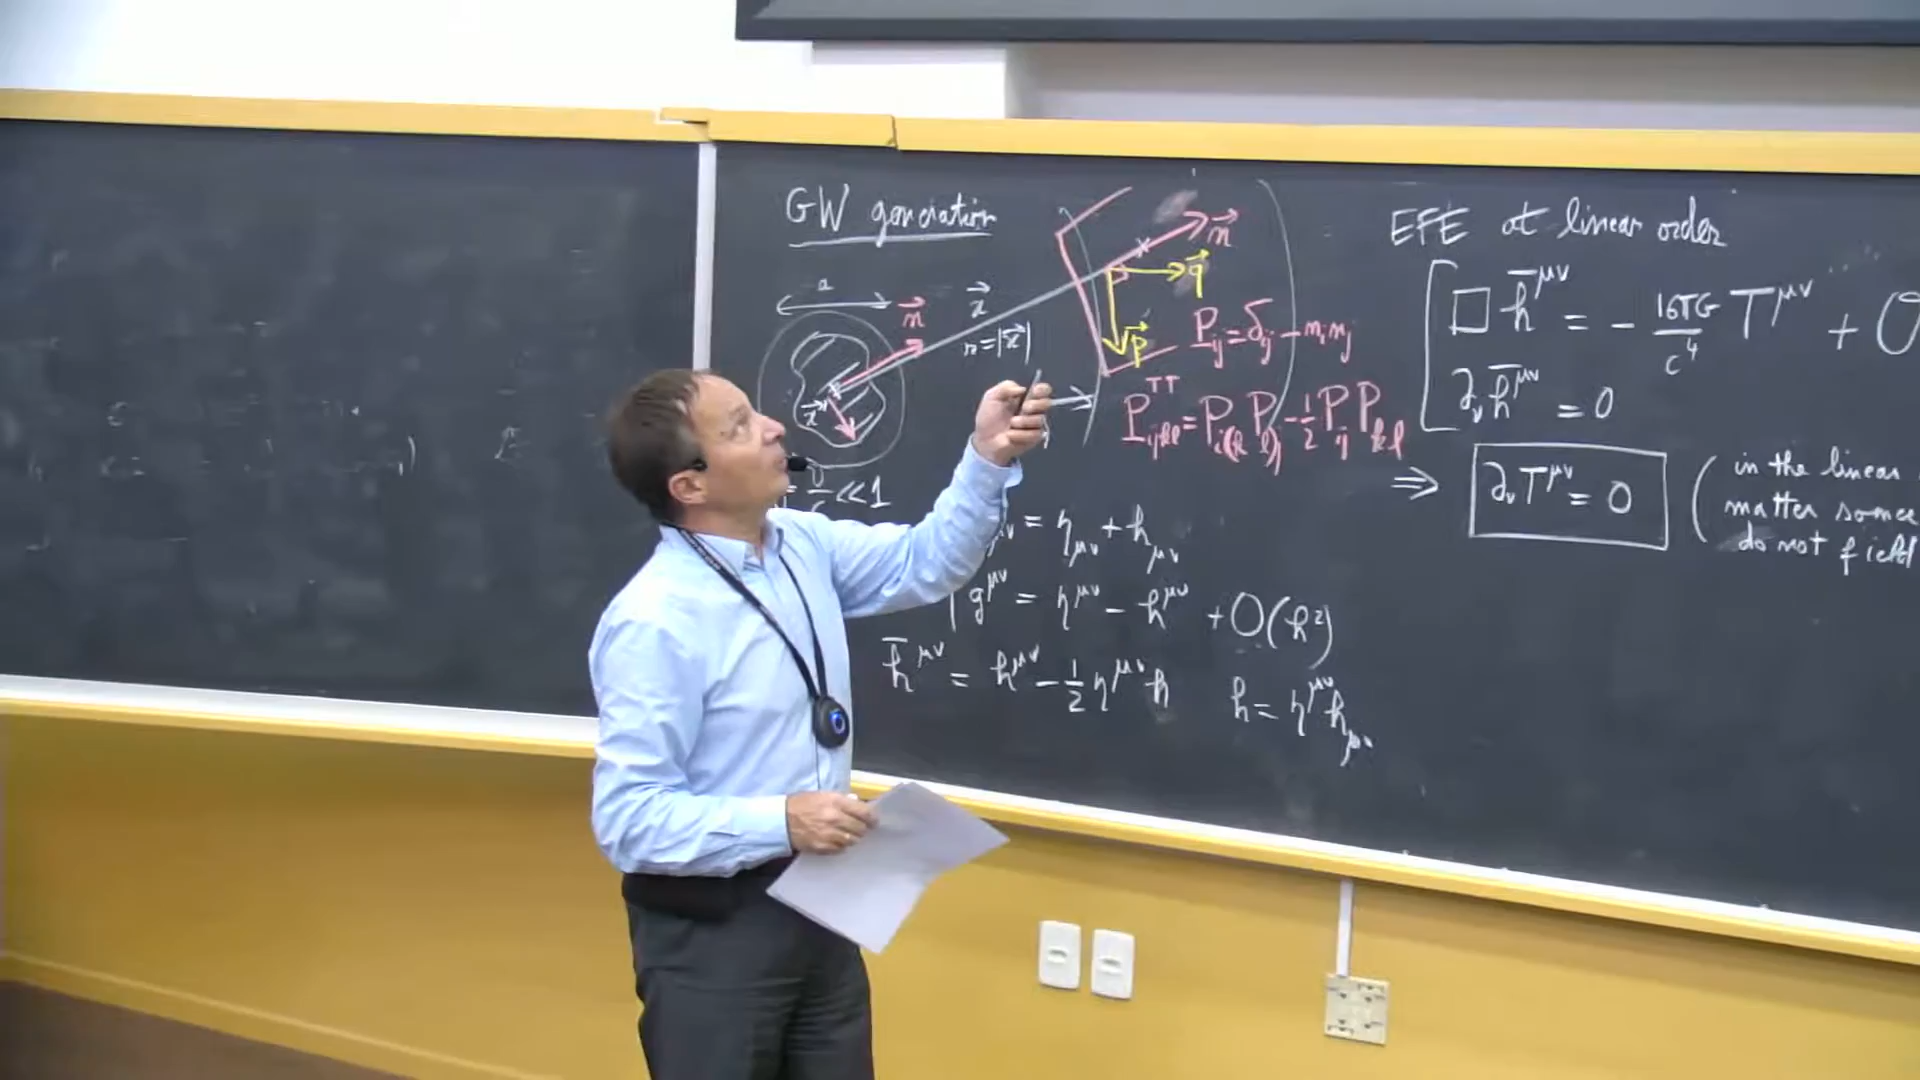 GW generation
a
n⃗
x⃗
r=|x⃗|
x⃗'
n⃗
q⃗
p⃗
P_ij = δ_ij − n_i n_j
P^TT_ijkl = P_i(k P_l)j − 1/2 P_ij P_kl
v/c << 1
= η_μν + h_μν
g^μν = η^μν − h^μν + O(h²)
h̄^μν = h^μν − 1/2 η^μν h   h = η^μν h_μν
EFE at linear order
□ h̄^μν = − 16πG/c⁴ T^μν + O
∂_ν h̄^μν = 0
⇒ ∂_ν T^μν = 0 (in the linear
matter source
do not field